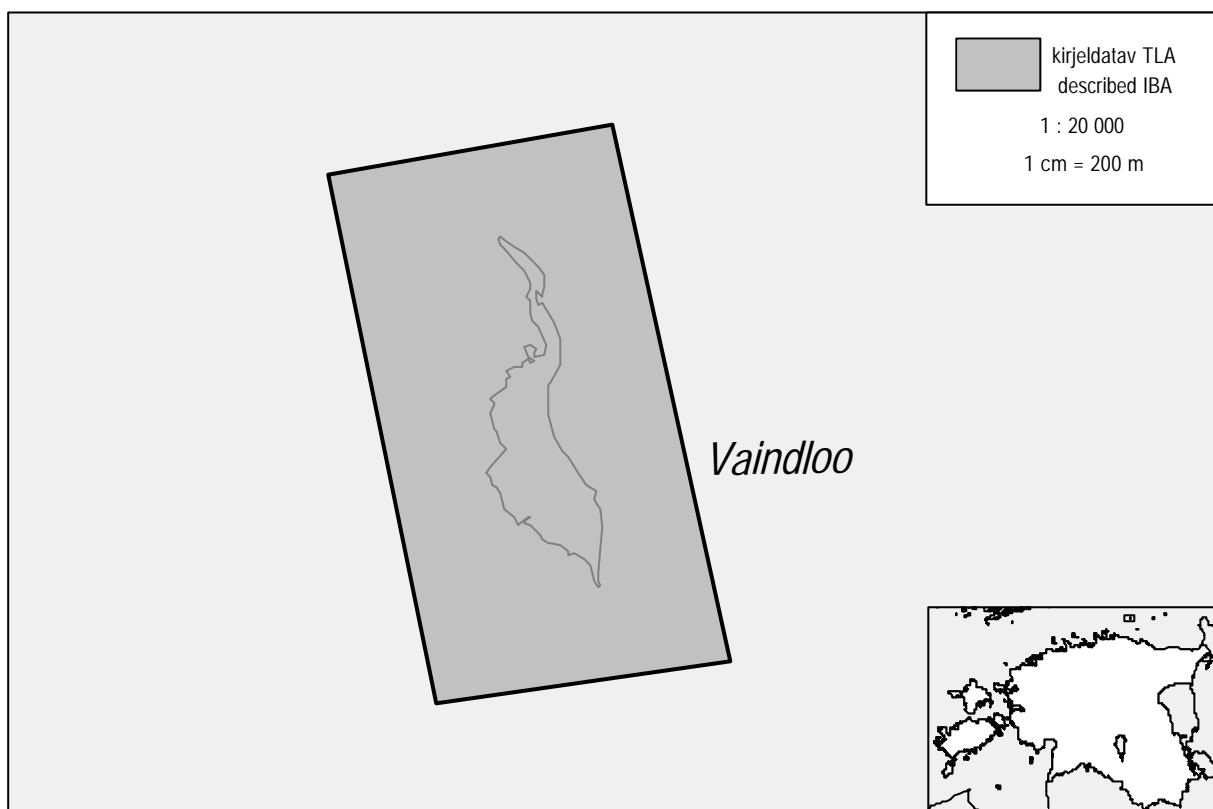 kirjeldatav TLA
described IBA
1 : 20 000
1 cm = 200 m
Vaindloo